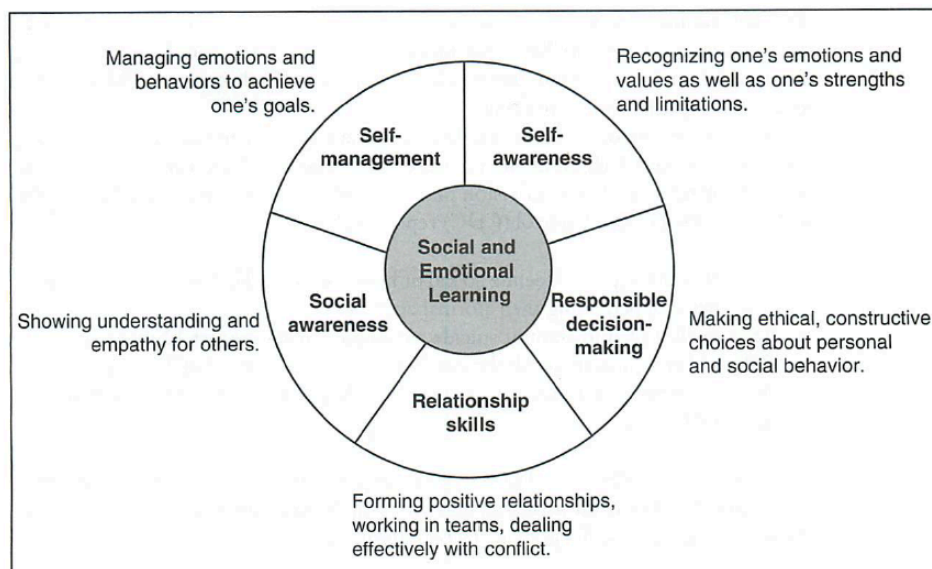 Managing emotions and
behaviors to achieve
one's goals.
Recognizing one's emotions and
values as well as one's strengths
and limitations.
Self-
management
Self-
awareness
Social and
Emotional
Learning
Social
awareness
Responsible
decision-
making
Showing understanding and
empathy for others.
Making ethical, constructive
choices about personal
and social behavior.
Relationship
skills
Forming positive relationships,
working in teams, dealing
effectively with conflict.